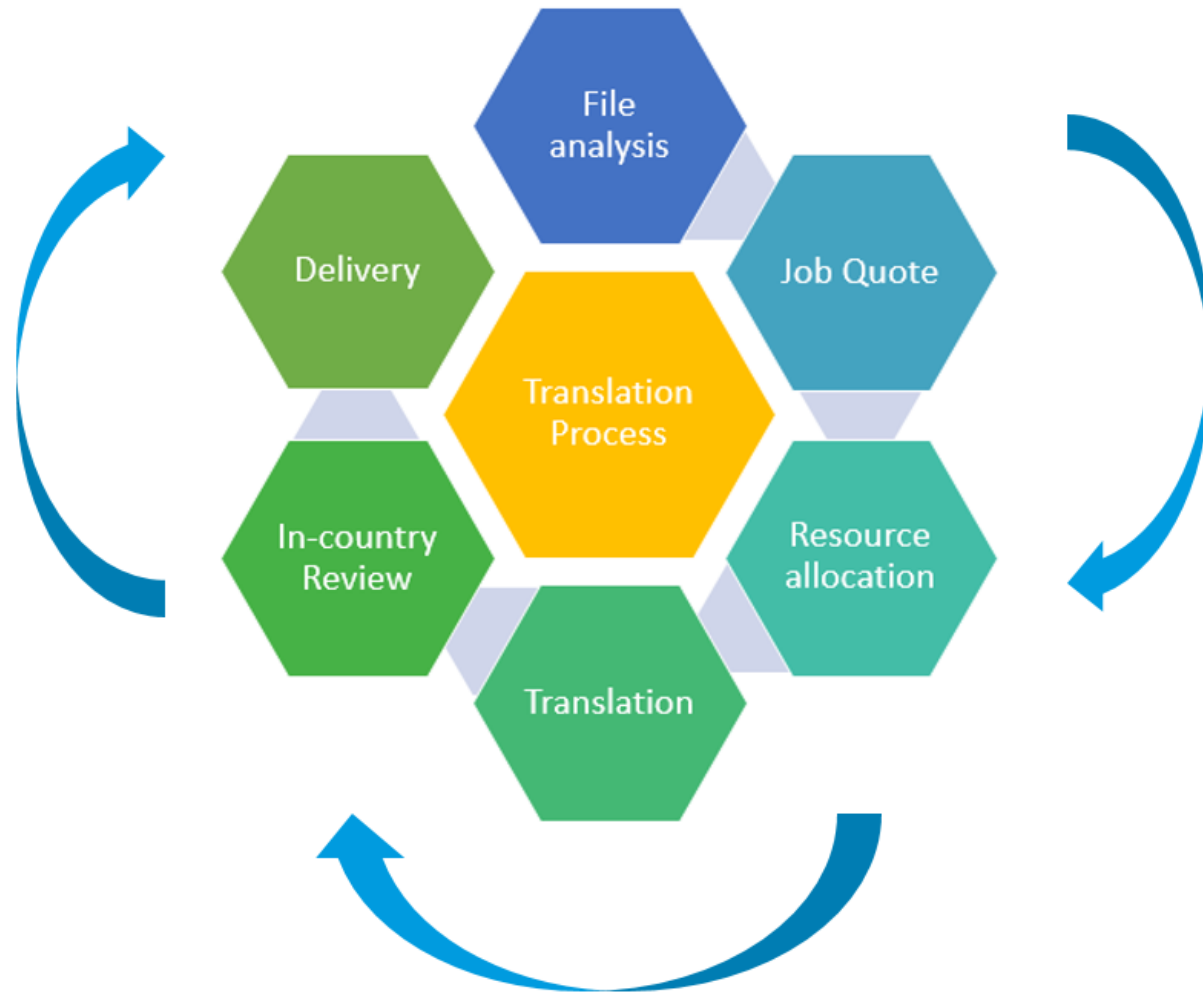 File
analysis
Job Quote
Resource
allocation
Translation
In-country
Review
Delivery
Translation
Process